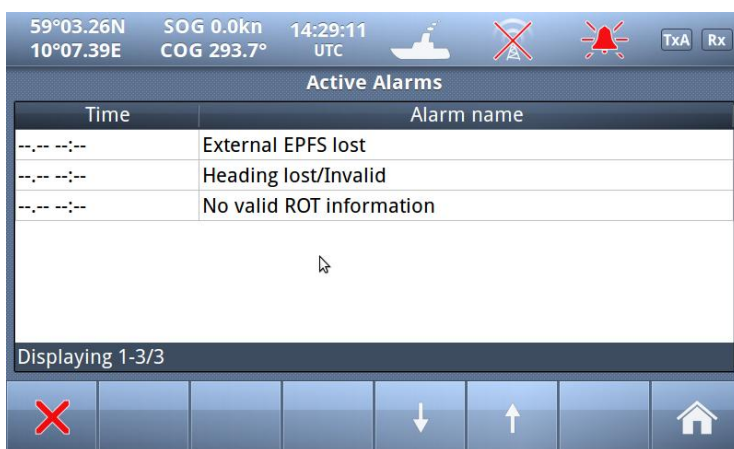 59°03.26N SOG 0.0kn 14:29:11
10°07.39E COG 293.7° UTC
TxA Rx
Active Alarms
Time Alarm name
--.-- --:-- External EPFS lost
--.-- --:-- Heading lost/Invalid
--.-- --:-- No valid ROT information
Displaying 1-3/3